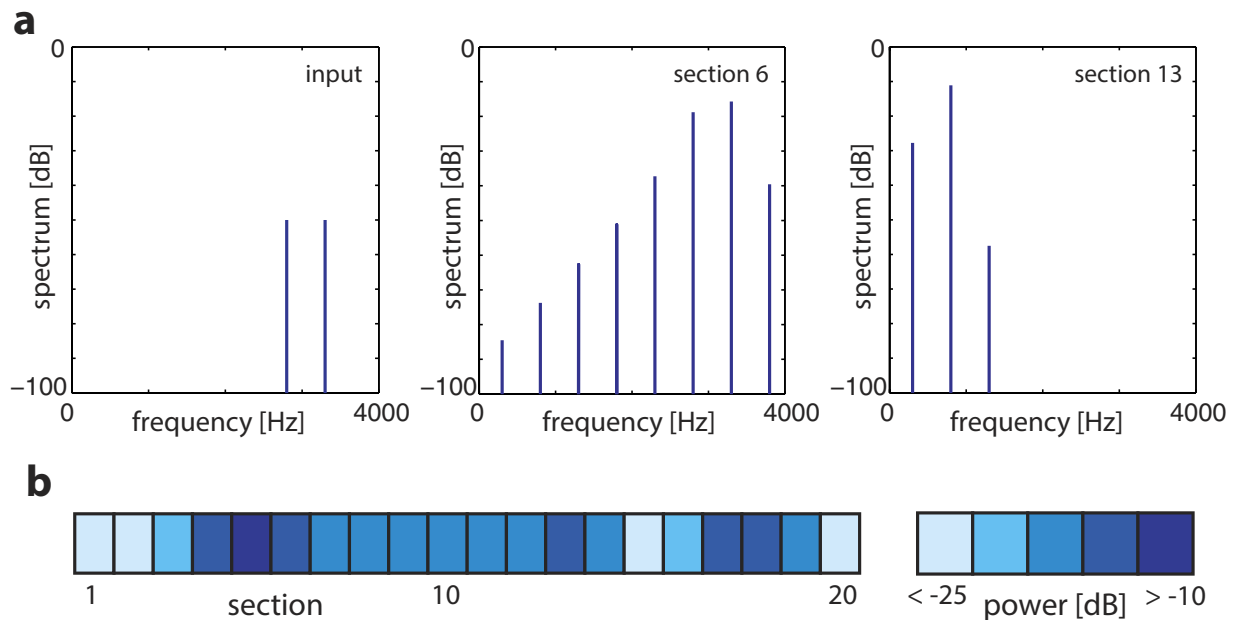 a
input
section 6
section 13
0
0
0
spectrum [dB]
spectrum [dB]
spectrum [dB]
−100
−100
−100
0
4000
0
4000
0
4000
frequency [Hz]
frequency [Hz]
frequency [Hz]
b
1
section
10
20
< -25
power [dB]
> -10